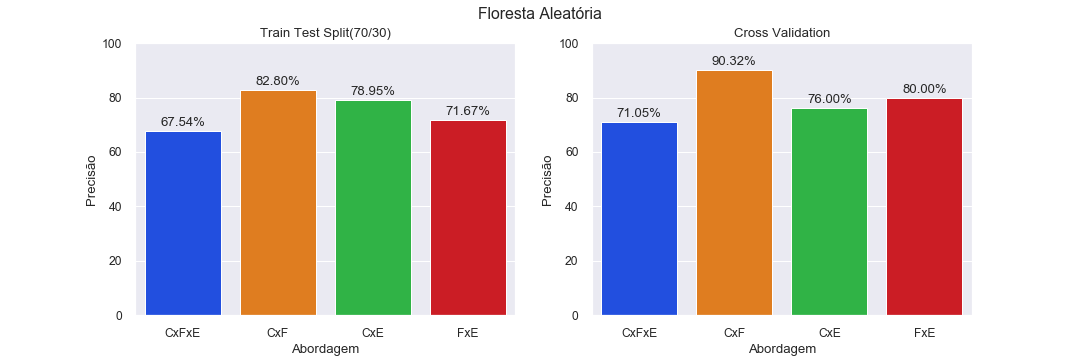 Floresta Aleatória
Train Test Split(70/30)
100
80
60
40
20
0
Precisão
67.54%
82.80%
78.95%
71.67%
CxFxE
CxF
CxE
FxE
Abordagem
Cross Validation
100
80
60
40
20
0
Precisão
71.05%
90.32%
76.00%
80.00%
CxFxE
CxF
CxE
FxE
Abordagem